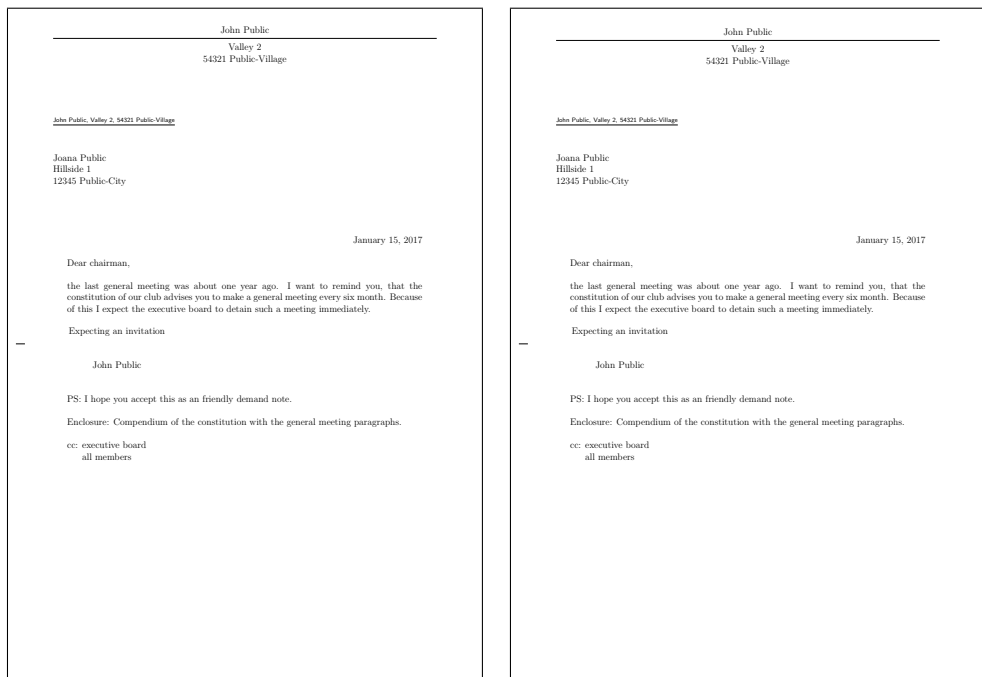 John Public
Valley 2
54321 Public-Village
John Public, Valley 2, 54321 Public-Village
Joana Public
Hillside 1
12345 Public-City
January 15, 2017
Dear chairman,
the last general meeting was about one year ago. I want to remind you, that the
constitution of our club advises you to make a general meeting every six month. Because
of this I expect the executive board to detain such a meeting immediately.
Expecting an invitation
John Public
PS: I hope you accept this as an friendly demand note.
Enclosure: Compendium of the constitution with the general meeting paragraphs.
cc: executive board
all members
John Public
Valley 2
54321 Public-Village
John Public, Valley 2, 54321 Public-Village
Joana Public
Hillside 1
12345 Public-City
January 15, 2017
Dear chairman,
the last general meeting was about one year ago. I want to remind you, that the
constitution of our club advises you to make a general meeting every six month. Because
of this I expect the executive board to detain such a meeting immediately.
Expecting an invitation
John Public
PS: I hope you accept this as an friendly demand note.
Enclosure: Compendium of the constitution with the general meeting paragraphs.
cc: executive board
all members